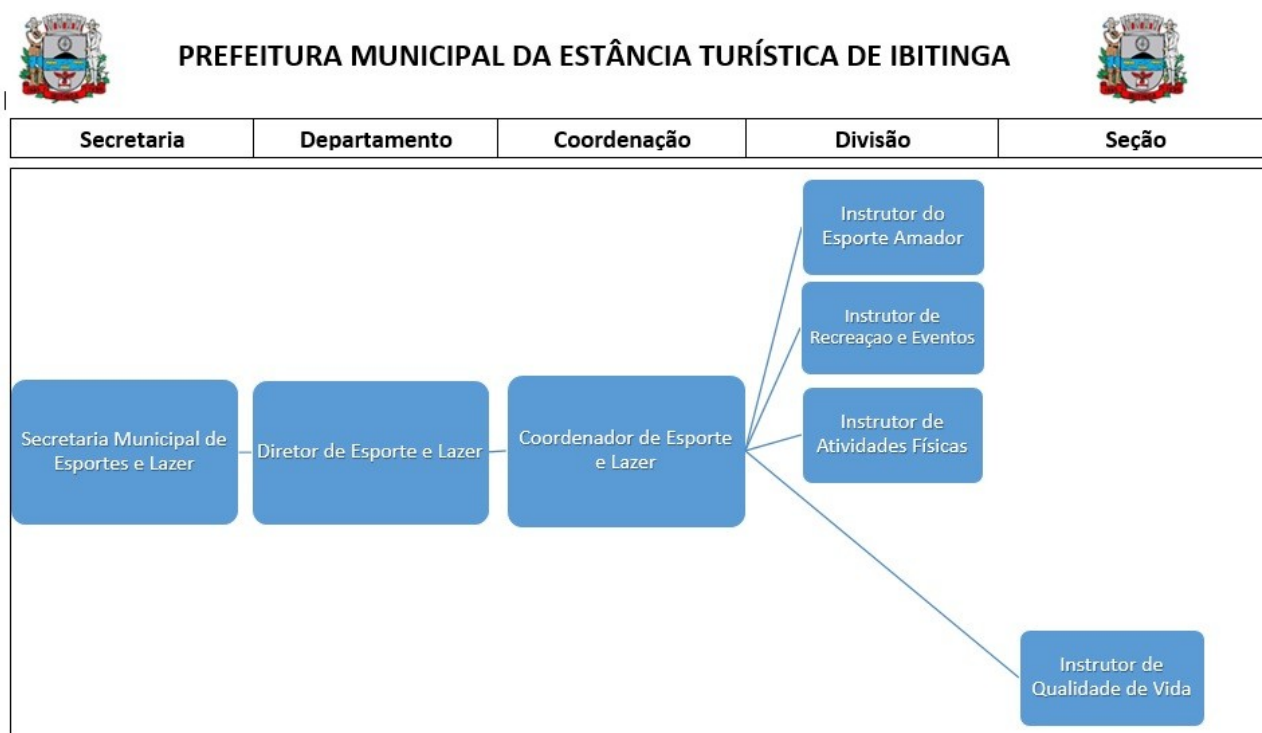 PREFEITURA MUNICIPAL DA ESTÂNCIA TURÍSTICA DE IBITINGA
Secretaria
Departamento
Coordenação
Divisão
Seção
Instrutor do
Esporte Amador
Instrutor de
Recreaçao e Eventos
Instrutor de
Atividades Físicas
Secretaria Municipal de
Esportes e Lazer
Diretor de Esporte e Lazer
Coordenador de Esporte
e Lazer
Instrutor de
Qualidade de Vida